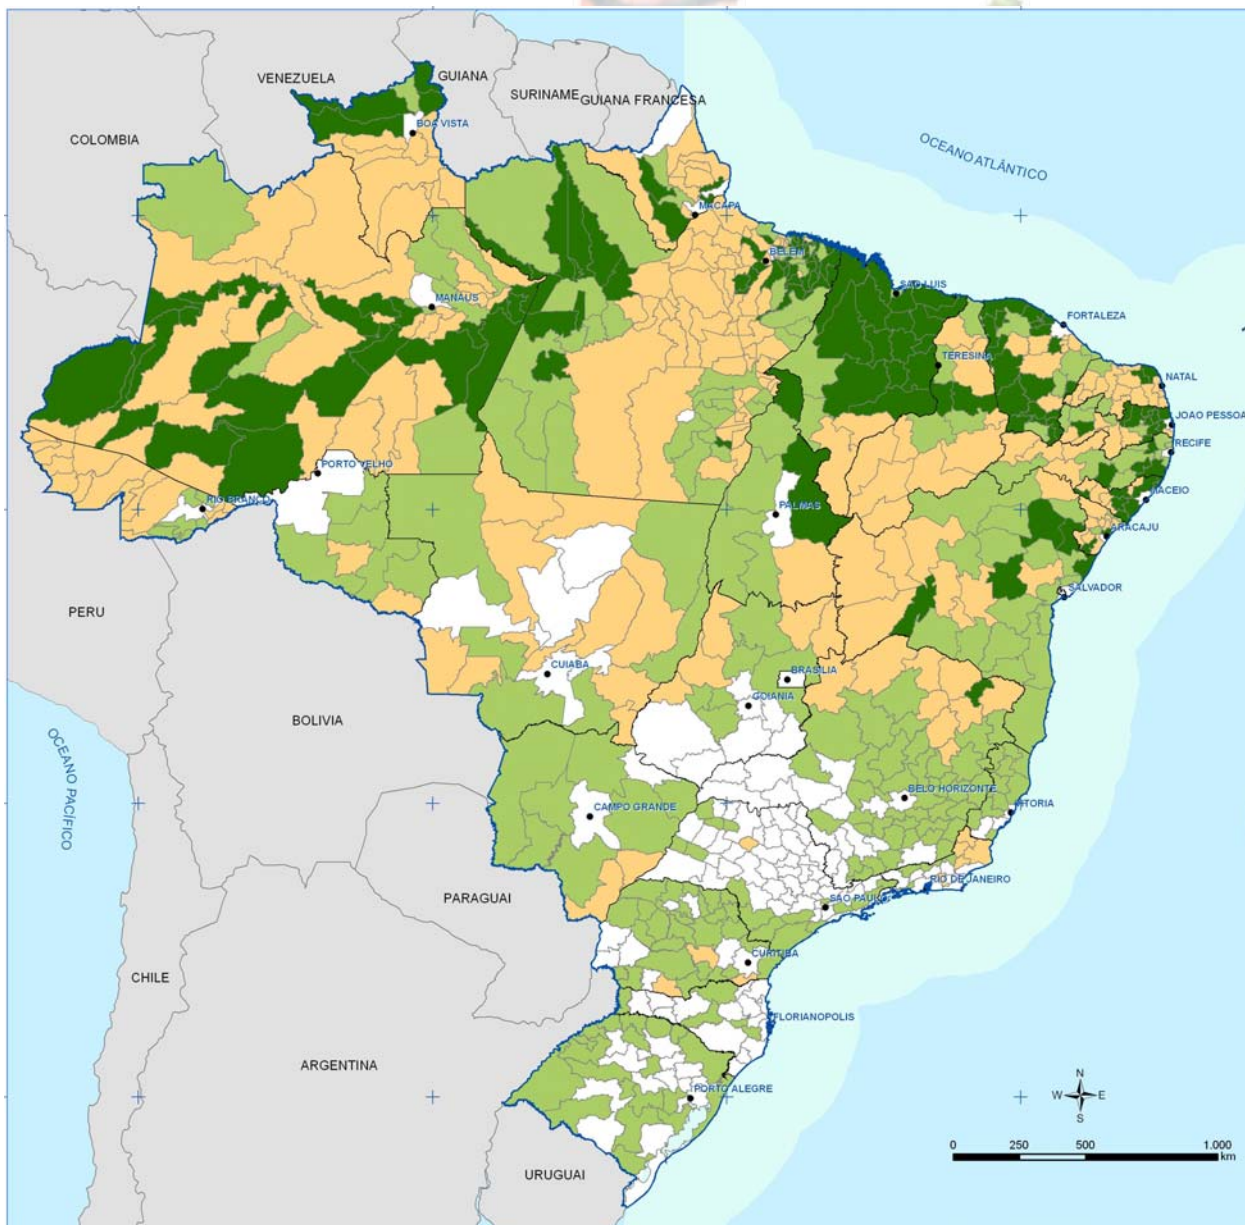 VENEZUELA
GUIANA
SURINAME
GUIANA FRANCESA
COLOMBIA
BOA VISTA
OCEANO ATLÂNTICO
MACAPA
BELEM
SAO LUIS
MANAUS
FORTALEZA
TERESINA
NATAL
JOAO PESSOA
RECIFE
PORTO VELHO
MACEIO
RIO BRANCO
PALMAS
ARACAJU
SALVADOR
PERU
CUIABA
BRASILIA
GOIANIA
BOLIVIA
OCEANO PACÍFICO
BELO HORIZONTE
CAMPO GRANDE
VITORIA
RIO DE JANEIRO
PARAGUAI
SAO PAULO
CURITIBA
CHILE
FLORIANOPOLIS
ARGENTINA
PORTO ALEGRE
N
W E
S
0 250 500 1.000
km
URUGUAI